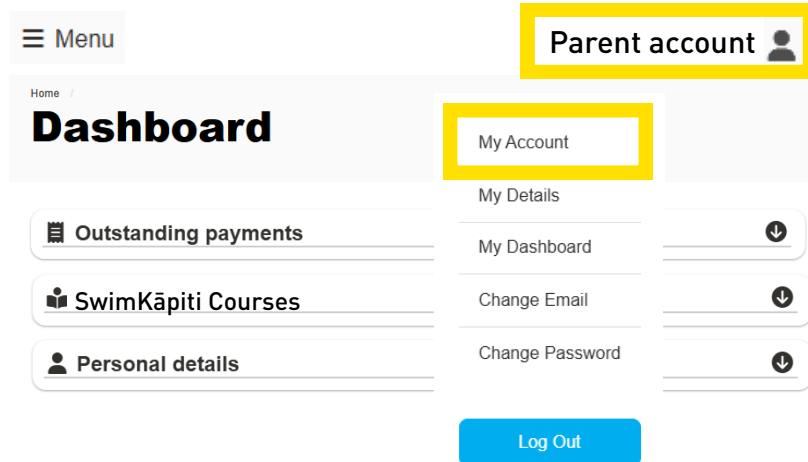 Menu
Parent account
Home /
Dashboard
My Account
My Details
My Dashboard
Change Email
Change Password
Log Out
Outstanding payments
SwimKāpiti Courses
Personal details